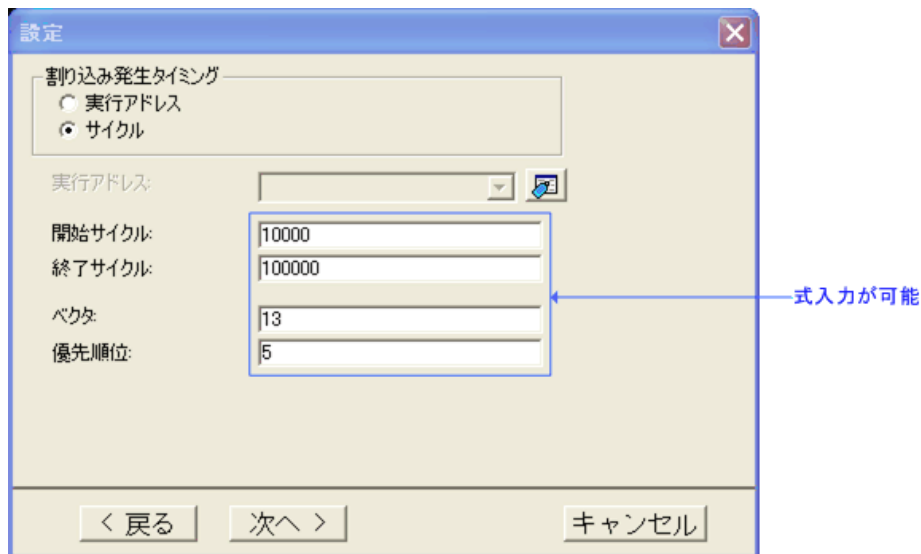 設定
割り込み発生タイミング
実行アドレス
サイクル
実行アドレス:
開始サイクル:
10000
終了サイクル:
100000
式入力が可能
ベクタ:
13
優先順位:
5
< 戻る
次へ >
キャンセル